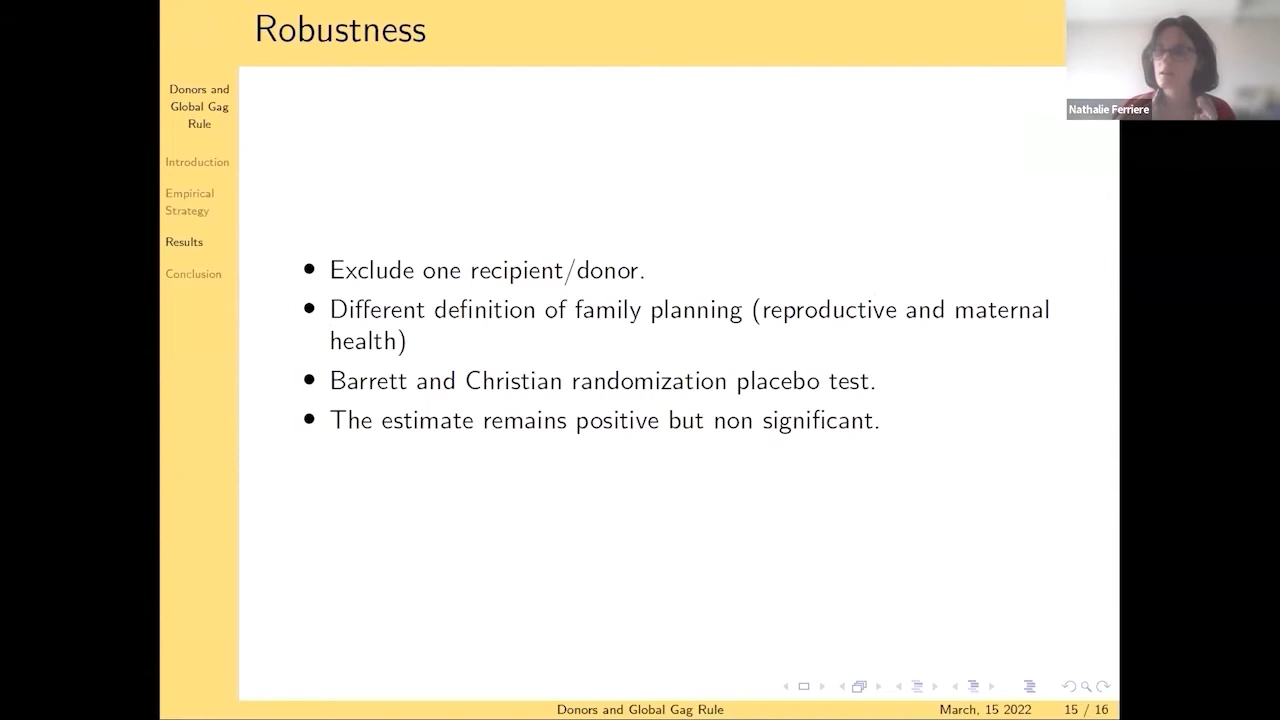 Robustness
Donors and
Global Gag
Rule
Introduction
Empirical
Strategy
Results
Conclusion
• Exclude one recipient/donor.
• Different definition of family planning (reproductive and maternal
health)
• Barrett and Christian randomization placebo test.
• The estimate remains positive but non significant.
Nathalie Ferriere
Donors and Global Gag Rule
March, 15 2022
15 / 16